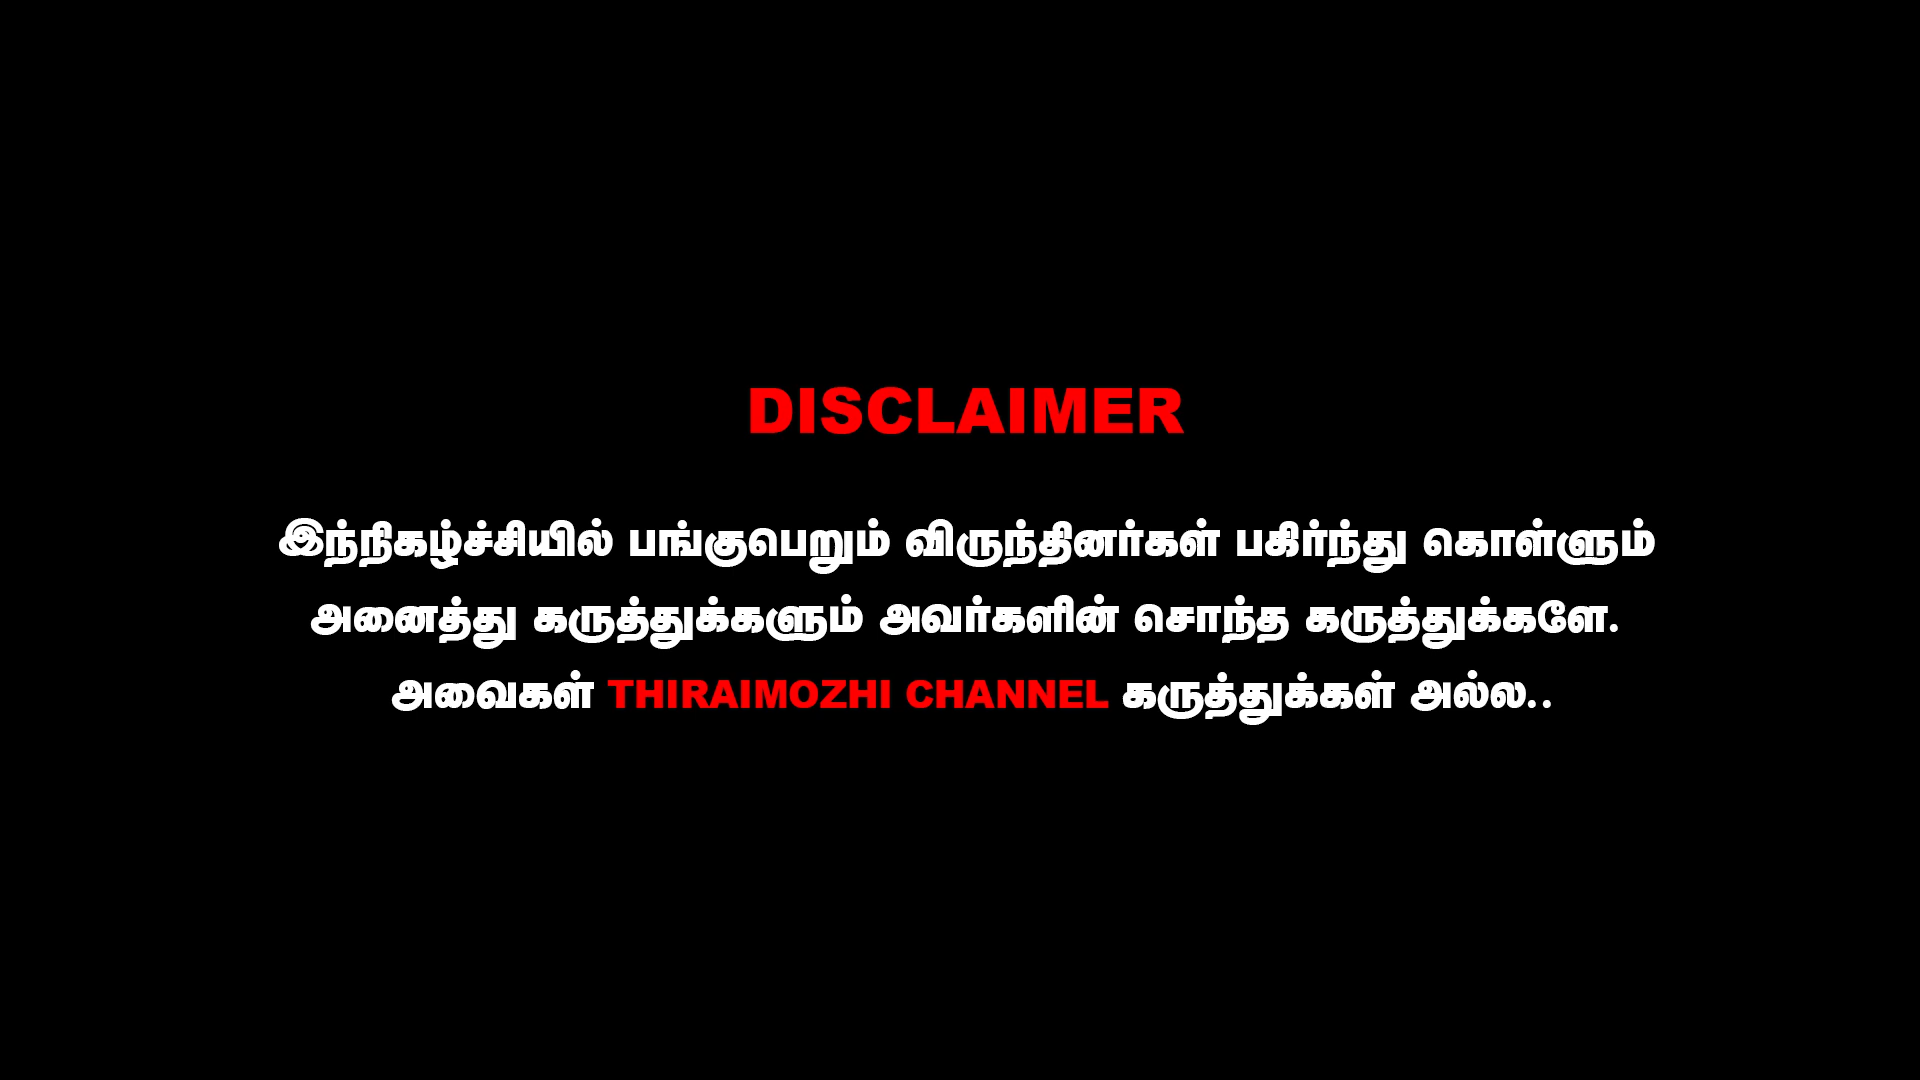 DISCLAIMER
இந்நிகழ்ச்சியில் பங்குபெறும் விருந்தினர்கள் பகிர்ந்து கொள்ளும்
அனைத்து கருத்துக்களும் அவர்களின் சொந்த கருத்துக்களே.
அவைகள் THIRAIMOZHI CHANNEL கருத்துக்கள் அல்ல..